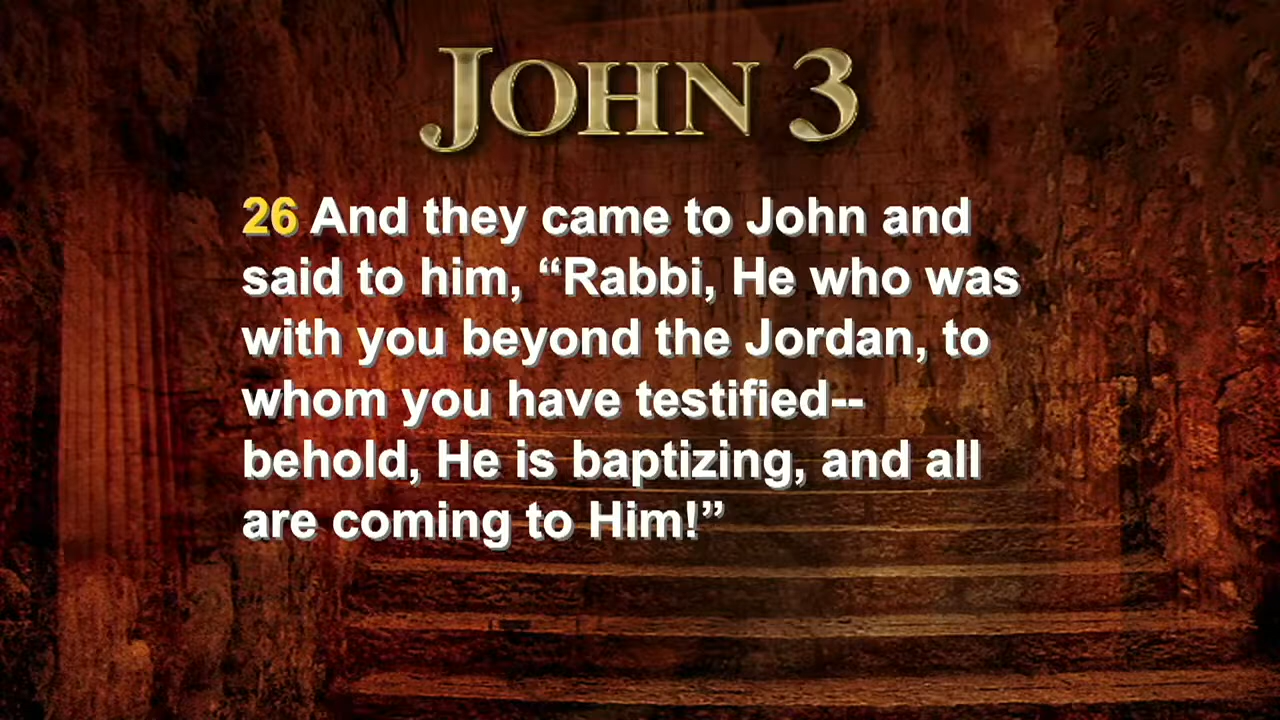 JOHN 3
26 And they came to John and
said to him, “Rabbi, He who was
with you beyond the Jordan, to
whom you have testified--
behold, He is baptizing, and all
are coming to Him!”